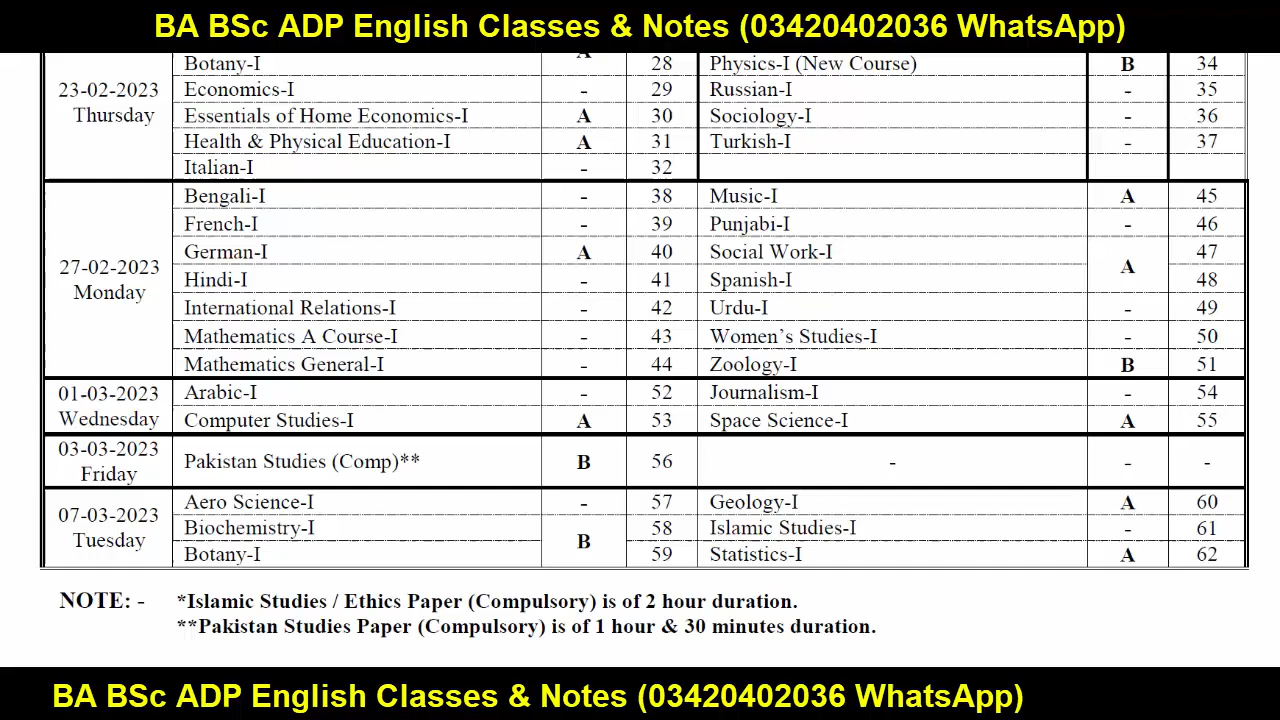 BA BSc ADP English Classes & Notes (03420402036 WhatsApp)
23-02-2023 Thursday
Botany-I A 28 Physics-I (New Course) B 34
Economics-I - 29 Russian-I - 35
Essentials of Home Economics-I A 30 Sociology-I - 36
Health & Physical Education-I A 31 Turkish-I - 37
Italian-I - 32
27-02-2023 Monday
Bengali-I - 38 Music-I A 45
French-I - 39 Punjabi-I - 46
German-I A 40 Social Work-I A 47
Hindi-I - 41 Spanish-I 48
International Relations-I - 42 Urdu-I - 49
Mathematics A Course-I - 43 Women's Studies-I - 50
Mathematics General-I - 44 Zoology-I B 51
01-03-2023 Wednesday
Arabic-I - 52 Journalism-I - 54
Computer Studies-I A 53 Space Science-I A 55
03-03-2023 Friday
Pakistan Studies (Comp)** B 56 - - -
07-03-2023 Tuesday
Aero Science-I - 57 Geology-I A 60
Biochemistry-I B 58 Islamic Studies-I - 61
Botany-I 59 Statistics-I A 62
NOTE: - *Islamic Studies / Ethics Paper (Compulsory) is of 2 hour duration.
**Pakistan Studies Paper (Compulsory) is of 1 hour & 30 minutes duration.
BA BSc ADP English Classes & Notes (03420402036 WhatsApp)